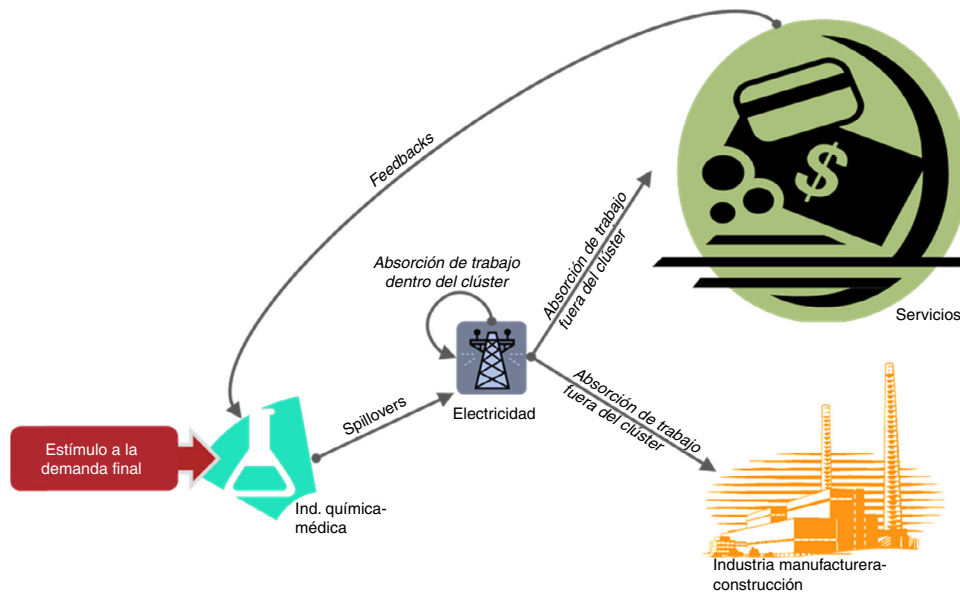 Feedbacks
$
Absorción de trabajo
dentro del clúster
Absorción de trabajo
fuera del clúster
Servicios
Absorción de trabajo
fuera del clúster
Electricidad
Spillovers
Estímulo a la
demanda final
Ind. química-
médica
Industria manufacturera-
construcción